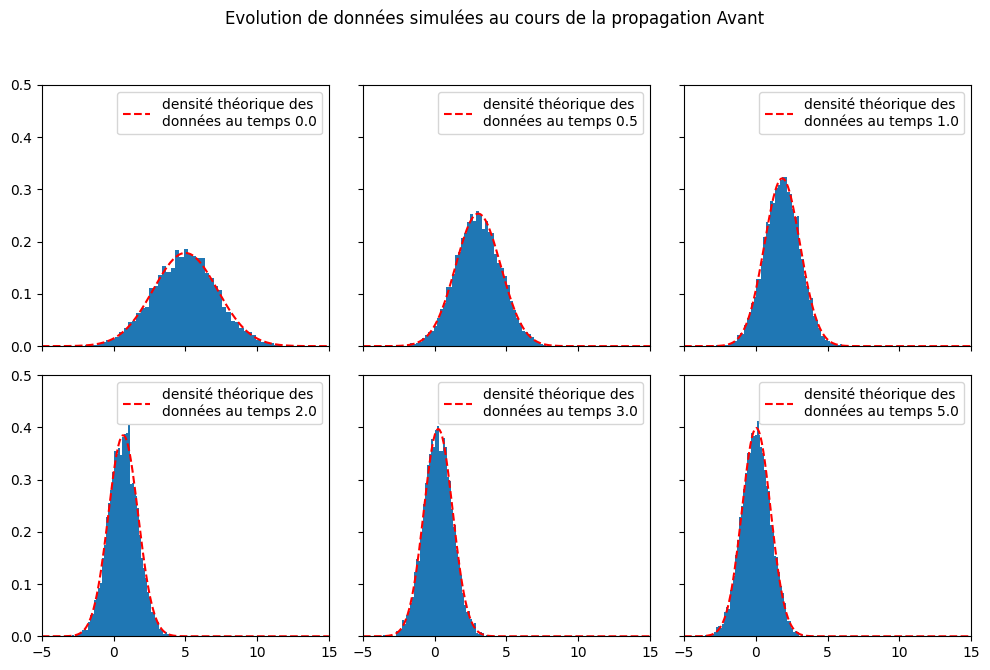 Evolution de données simulées au cours de la propagation Avant
densité théorique des
données au temps 0.0
densité théorique des
données au temps 0.5
densité théorique des
données au temps 1.0
0.5
0.4
0.3
0.2
0.1
0.0
densité théorique des
données au temps 2.0
densité théorique des
données au temps 3.0
densité théorique des
données au temps 5.0
0.5
0.4
0.3
0.2
0.1
0.0
−5 0 5 10 15
−5 0 5 10 15
−5 0 5 10 15